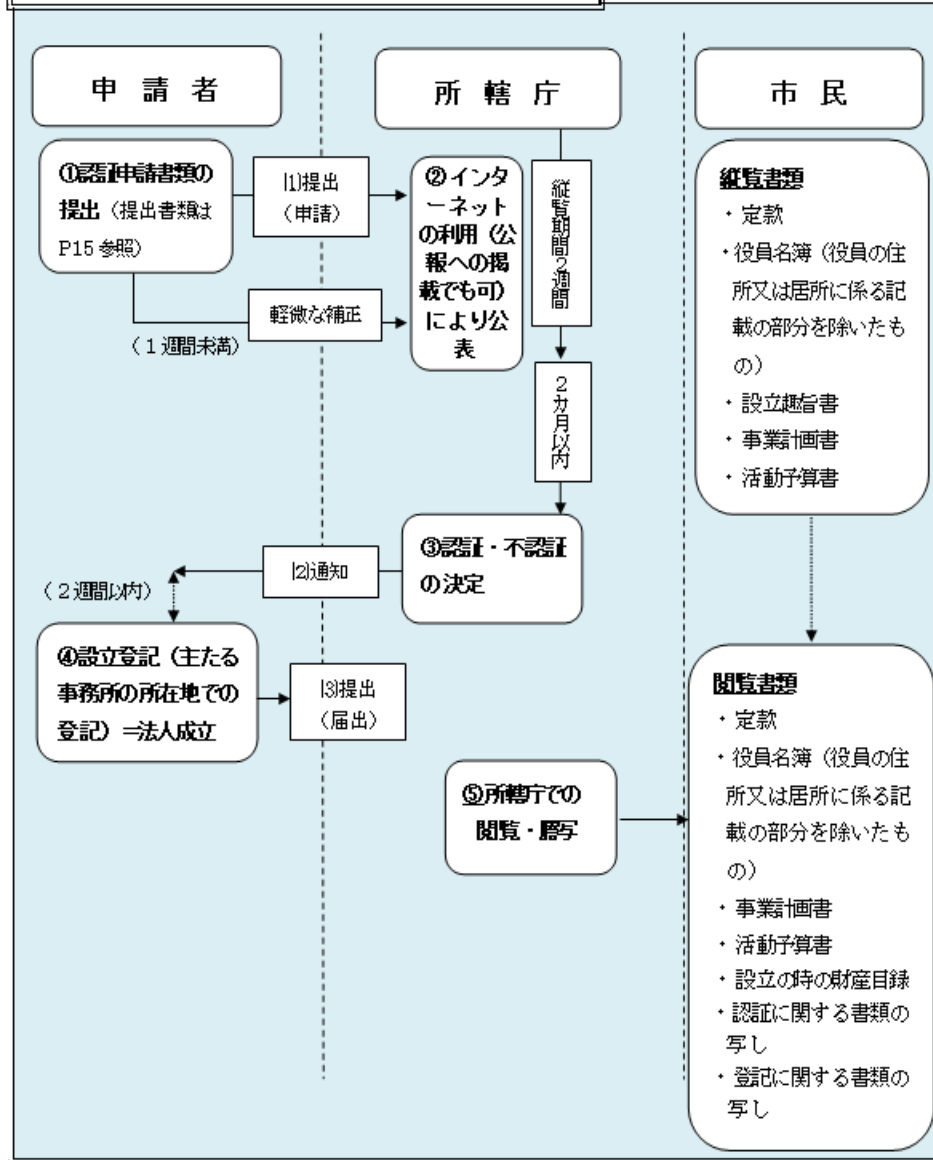 申 請 者
所 轄 庁
市 民
①認証申請書類の
提出（提出書類は
P15 参照）
(1)提出
（申請）
②インタ
ーネット
の利用（公
報への掲
載でも可）
により公
表
縦覧期間2週間
軽微な補正
（１週間未満）
２カ月以内
③認証・不認証
の決定
(2)通知
（２週間以内）
④設立登記（主たる
事務所の所在地での
登記）＝法人成立
(3)提出
（届出）
⑤所轄庁での
閲覧・謄写
縦覧書類
・定款
・役員名簿（役員の住
所又は居所に係る記
載の部分を除いたも
の）
・設立趣旨書
・事業計画書
・活動予算書
閲覧書類
・定款
・役員名簿（役員の住
所又は居所に係る記
載の部分を除いたも
の）
・事業計画書
・活動予算書
・設立の時の財産目録
・認証に関する書類の
写し
・登記に関する書類の
写し